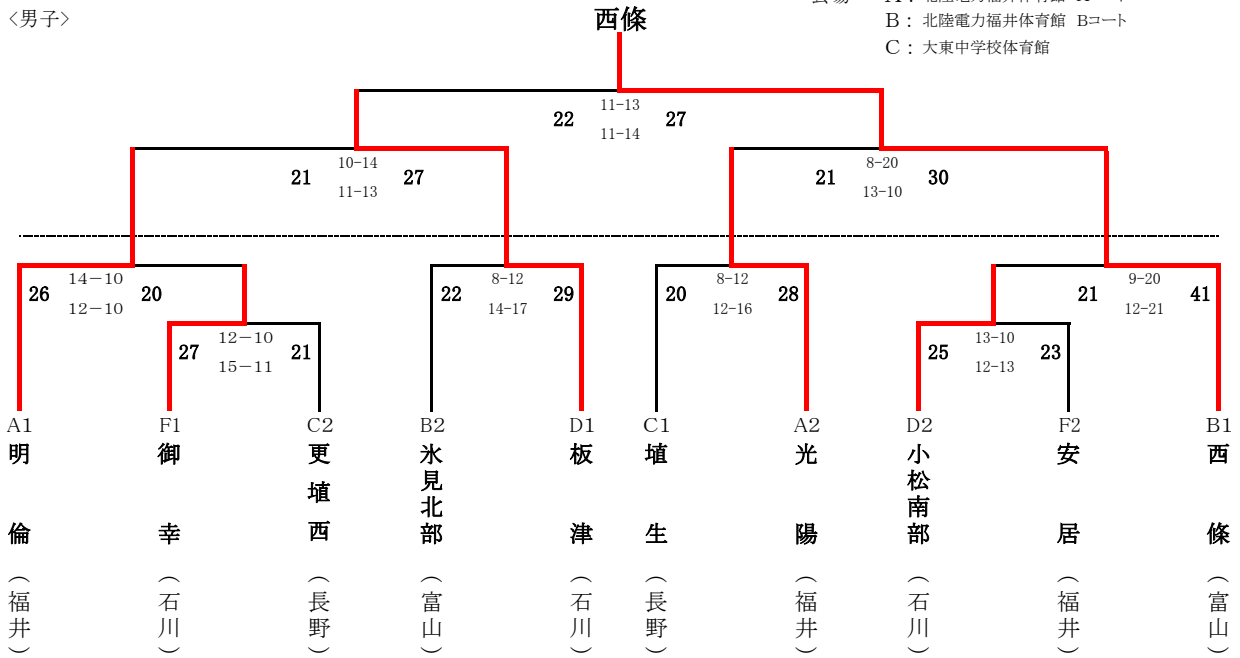 <男子>
西條
B： 北陸電力福井体育館 Bコート
C： 大東中学校体育館
22 11-13 27
11-14
21 10-14 27
11-13
21 8-20 30
13-10
26 14－10 20
12－10
22 8-12 29
14-17
20 8-12 28
12-16
21 9-20 41
12-21
27 12－10 21
15－11
25 13-10 23
12-13
A1 F1 C2 B2 D1 C1 A2 D2 F2 B1
明倫（福井）
御幸（石川）
更埴西（長野）
氷見北部（富山）
板津（石川）
埴生（長野）
光陽（福井）
小松南部（石川）
安居（福井）
西條（富山）